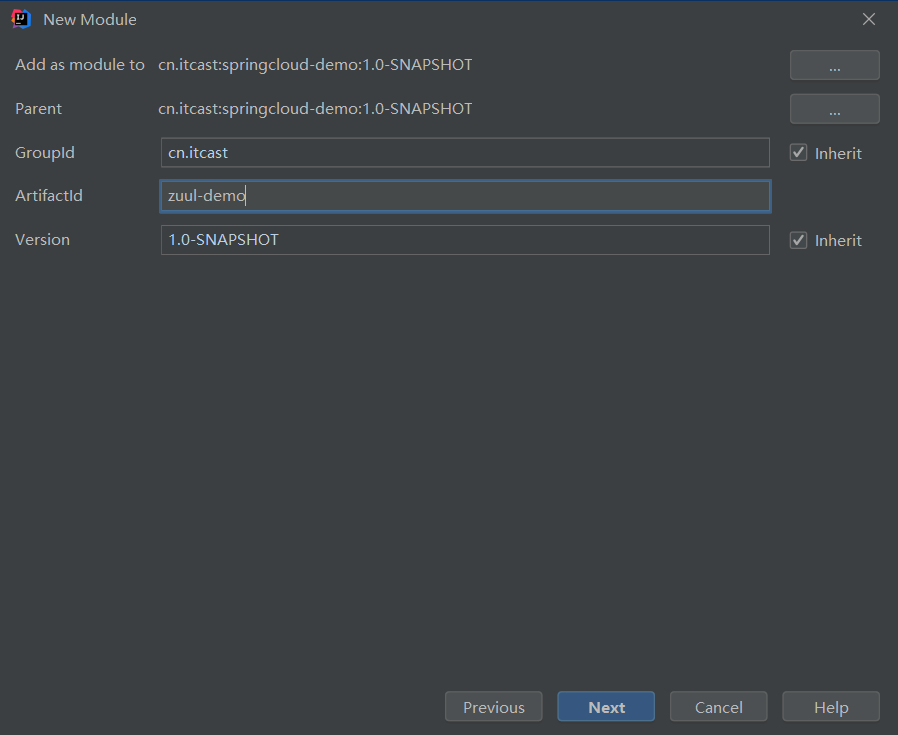 New Module
Add as module to cn.itcast:springcloud-demo:1.0-SNAPSHOT ...
Parent cn.itcast:springcloud-demo:1.0-SNAPSHOT ...
GroupId cn.itcast Inherit
ArtifactId zuul-demo
Version 1.0-SNAPSHOT Inherit
Previous Next Cancel Help